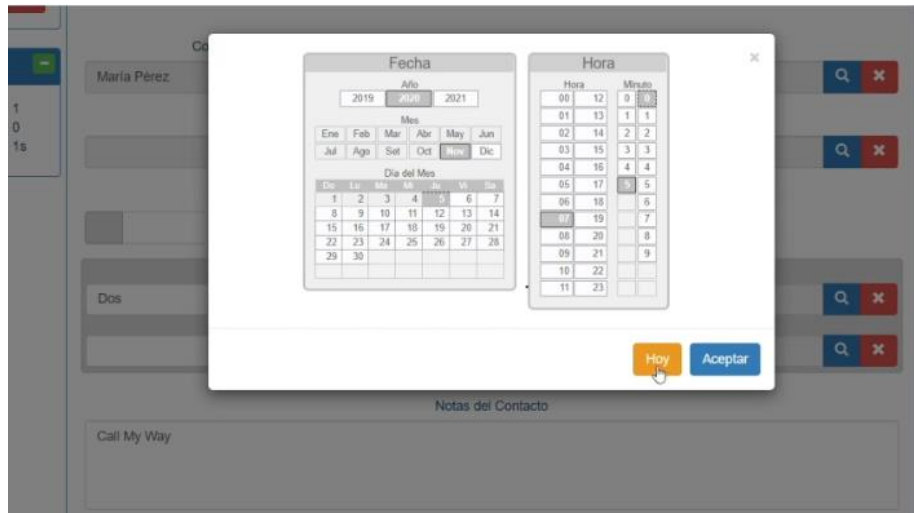 Co
María Pérez
1
0
1s
Dos
Fecha
Año
2019 2020 2021
Mes
Ene Feb Mar Abr May Jun
Jul Ago Set Oct Nov Dic
Día del Mes
Do Lu Ma Mi Ju Vi Sa
1 2 3 4 5 6 7
8 9 10 11 12 13 14
15 16 17 18 19 20 21
22 23 24 25 26 27 28
29 30
Hora
Hora Minuto
00 12 0 0
01 13 1 1
02 14 2 2
03 15 3 3
04 16 4 4
05 17 5 5
06 18 6
07 19 7
08 20 8
09 21 9
10 22
11 23
Hoy Aceptar
Notas del Contacto
Call My Way